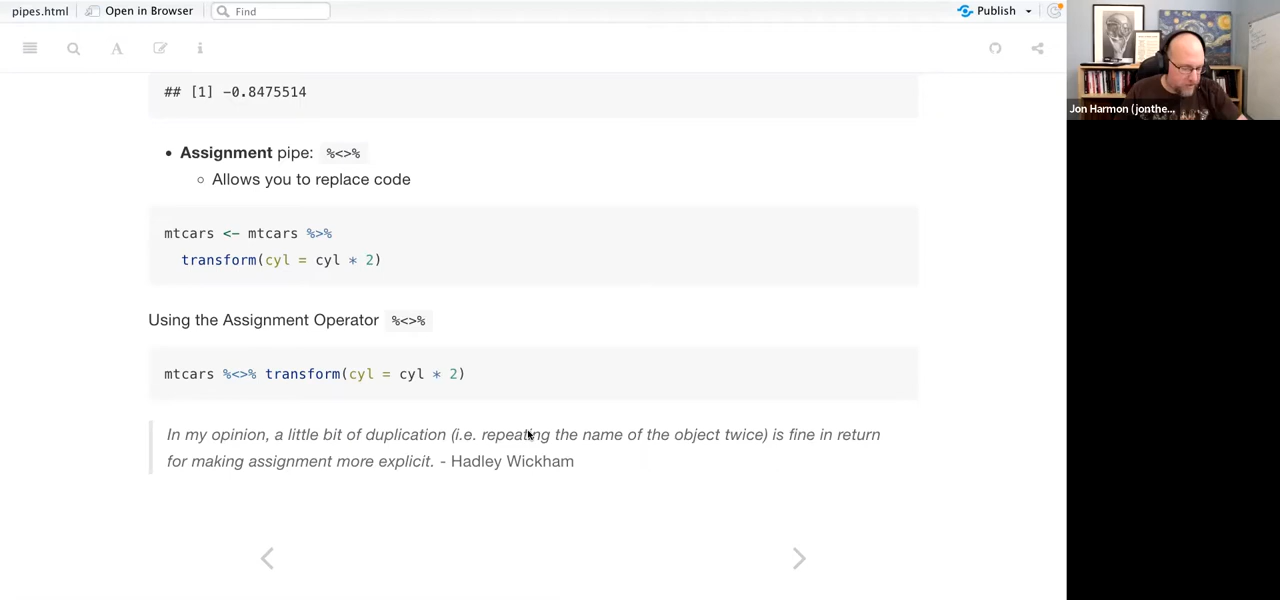 pipes.html Open in Browser Find Publish
## [1] -0.8475514
• Assignment pipe: %<>%
○ Allows you to replace code
mtcars <- mtcars %>%
transform(cyl = cyl * 2)
Using the Assignment Operator %<>%
mtcars %<>% transform(cyl = cyl * 2)
In my opinion, a little bit of duplication (i.e. repeating the name of the object twice) is fine in return
for making assignment more explicit. - Hadley Wickham
Jon Harmon (jonthe...